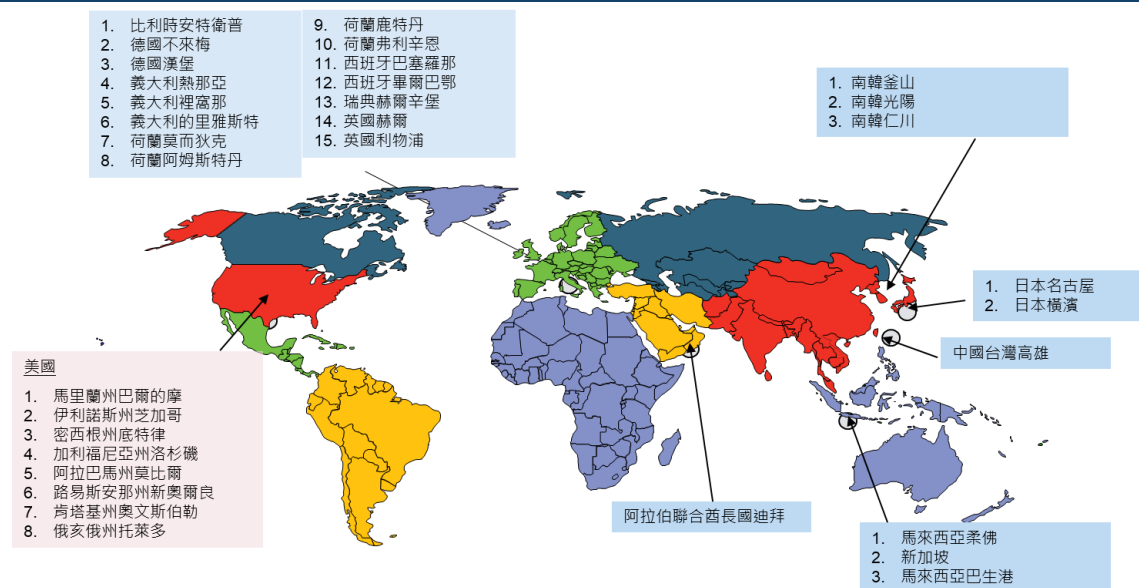 1. 比利時安特衛普
2. 德國不來梅
3. 德國漢堡
4. 義大利熱那亞
5. 義大利裡窩那
6. 義大利的里雅斯特
7. 荷蘭莫而狄克
8. 荷蘭阿姆斯特丹
9. 荷蘭鹿特丹
10. 荷蘭弗利辛恩
11. 西班牙巴塞羅那
12. 西班牙畢爾巴鄂
13. 瑞典赫爾辛堡
14. 英國赫爾
15. 英國利物浦
1. 南韓釜山
2. 南韓光陽
3. 南韓仁川
1. 日本名古屋
2. 日本橫濱
中國台灣高雄
美國
1. 馬里蘭州巴爾的摩
2. 伊利諾斯州芝加哥
3. 密西根州底特律
4. 加利福尼亞州洛杉磯
5. 阿拉巴馬州莫比爾
6. 路易斯安那州新奧爾良
7. 肯塔基州奧文斯伯勒
8. 俄亥俄州托萊多
阿拉伯聯合酋長國迪拜
1. 馬來西亞柔佛
2. 新加坡
3. 馬來西亞巴生港